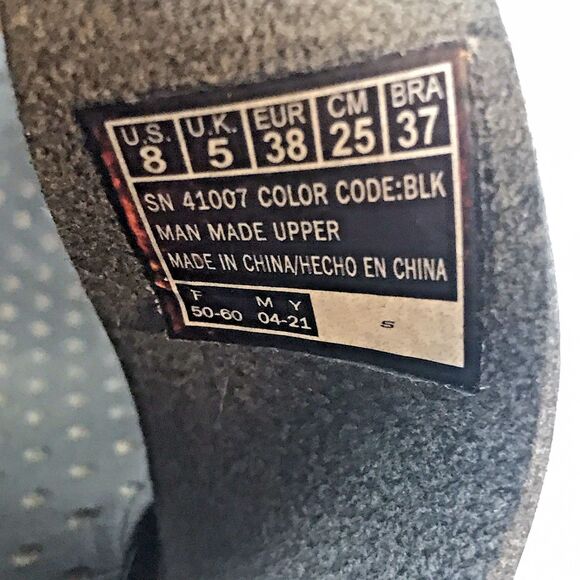 U.S. U.K. EUR CM BRA
8 5 38 25 37
SN 41007 COLOR CODE:BLK
MAN MADE UPPER
MADE IN CHINA/HECHO EN CHINA
F M Y
50-60 04-21 S